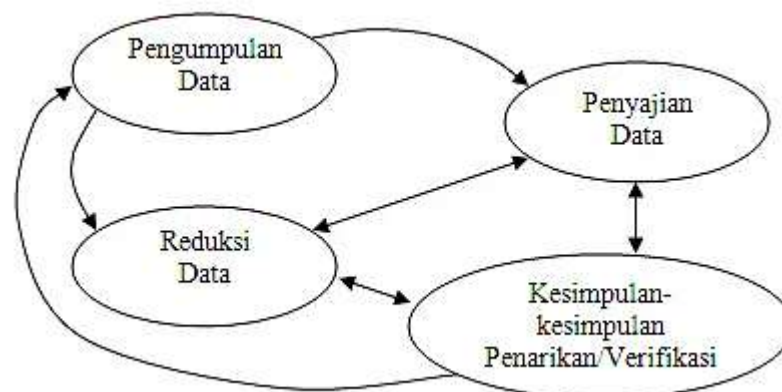 Pengumpulan
Data
Penyajian
Data
Reduksi
Data
Kesimpulan-
kesimpulan
Penarikan/Verifikasi